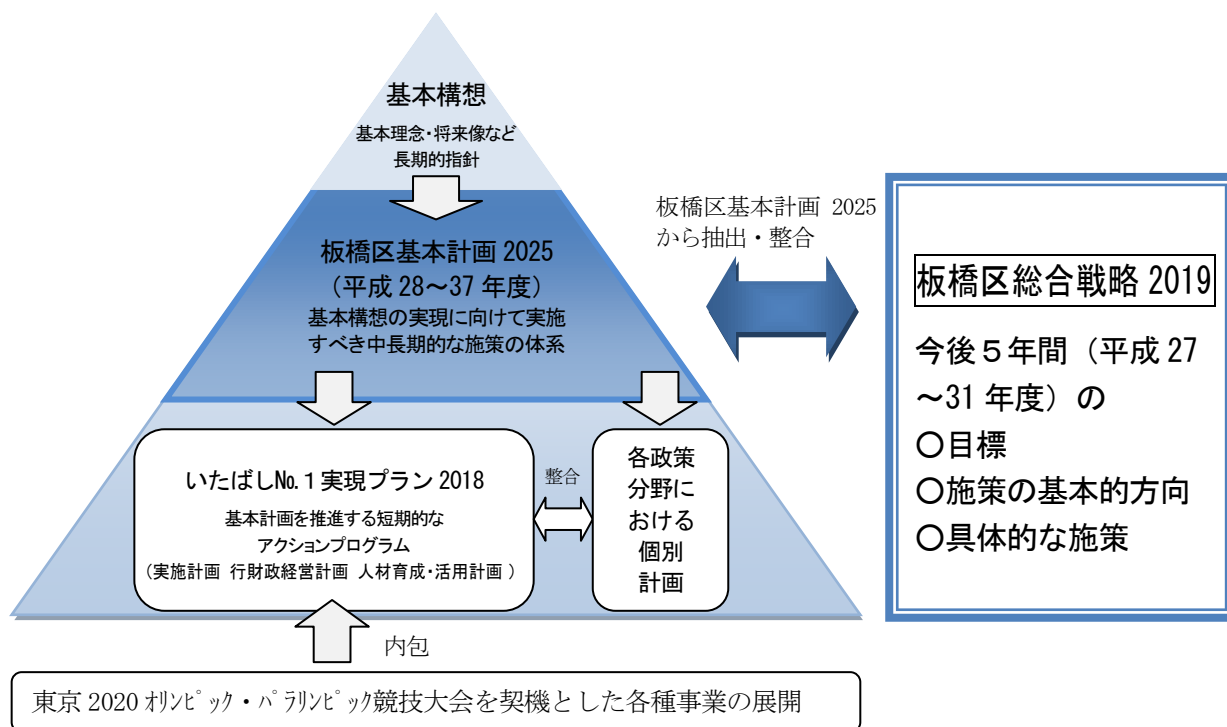 基本構想
基本理念・将来像など
長期的指針
板橋区基本計画 2025
(平成 28～37 年度)
基本構想の実現に向けて実施
すべき中長期的な施策の体系
いたばし№１実現プラン 2018
基本計画を推進する短期的な
アクションプログラム
(実施計画 行財政経営計画 人材育成・活用計画 )
整合
各政策
分野に
おける
個別
計画
内包
東京 2020 ｵﾘﾝﾋﾟｯｸ・ﾊﾟﾗﾘﾝﾋﾟｯｸ競技大会を契機とした各種事業の展開
板橋区基本計画 2025
から抽出・整合
板橋区総合戦略 2019
今後５年間（平成 27
～31 年度）の
○目標
○施策の基本的方向
○具体的な施策